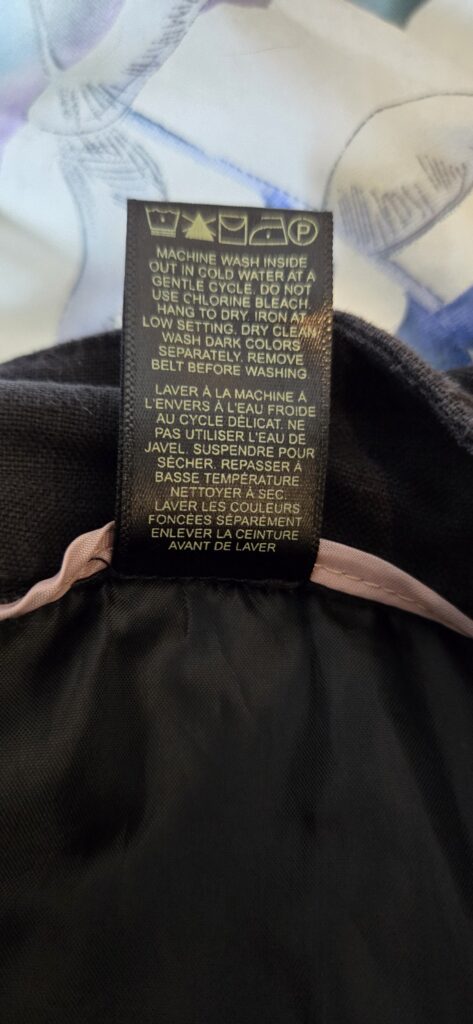 P
MACHINE WASH INSIDE
OUT IN COLD WATER AT A
GENTLE CYCLE. DO NOT
USE CHLORINE BLEACH.
HANG TO DRY. IRON AT
LOW SETTING. DRY CLEAN
WASH DARK COLORS
SEPARATELY. REMOVE
BELT BEFORE WASHING
LAVER À LA MACHINE À
L'ENVERS À L'EAU FROIDE
AU CYCLE DÉLICAT. NE
PAS UTILISER L'EAU DE
JAVEL. SUSPENDRE POUR
SÉCHER. REPASSER À
BASSE TEMPÉRATURE
NETTOYER À SEC.
LAVER LES COULEURS
FONCÉES SÉPARÉMENT
ENLEVER LA CEINTURE
AVANT DE LAVER